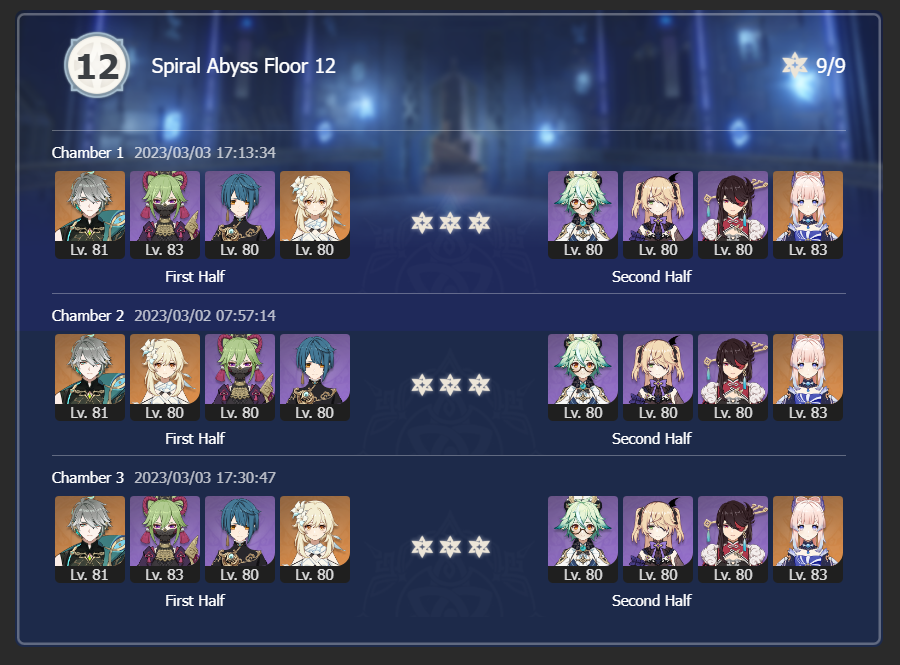 12 Spiral Abyss Floor 12 9/9
Chamber 1 2023/03/03 17:13:34
Lv. 81 Lv. 83 Lv. 80 Lv. 80 Lv. 80 Lv. 80 Lv. 80 Lv. 83
First Half Second Half
Chamber 2 2023/03/02 07:57:14
Lv. 81 Lv. 80 Lv. 80 Lv. 80 Lv. 80 Lv. 80 Lv. 80 Lv. 83
First Half Second Half
Chamber 3 2023/03/03 17:30:47
Lv. 81 Lv. 83 Lv. 80 Lv. 80 Lv. 80 Lv. 80 Lv. 80 Lv. 83
First Half Second Half